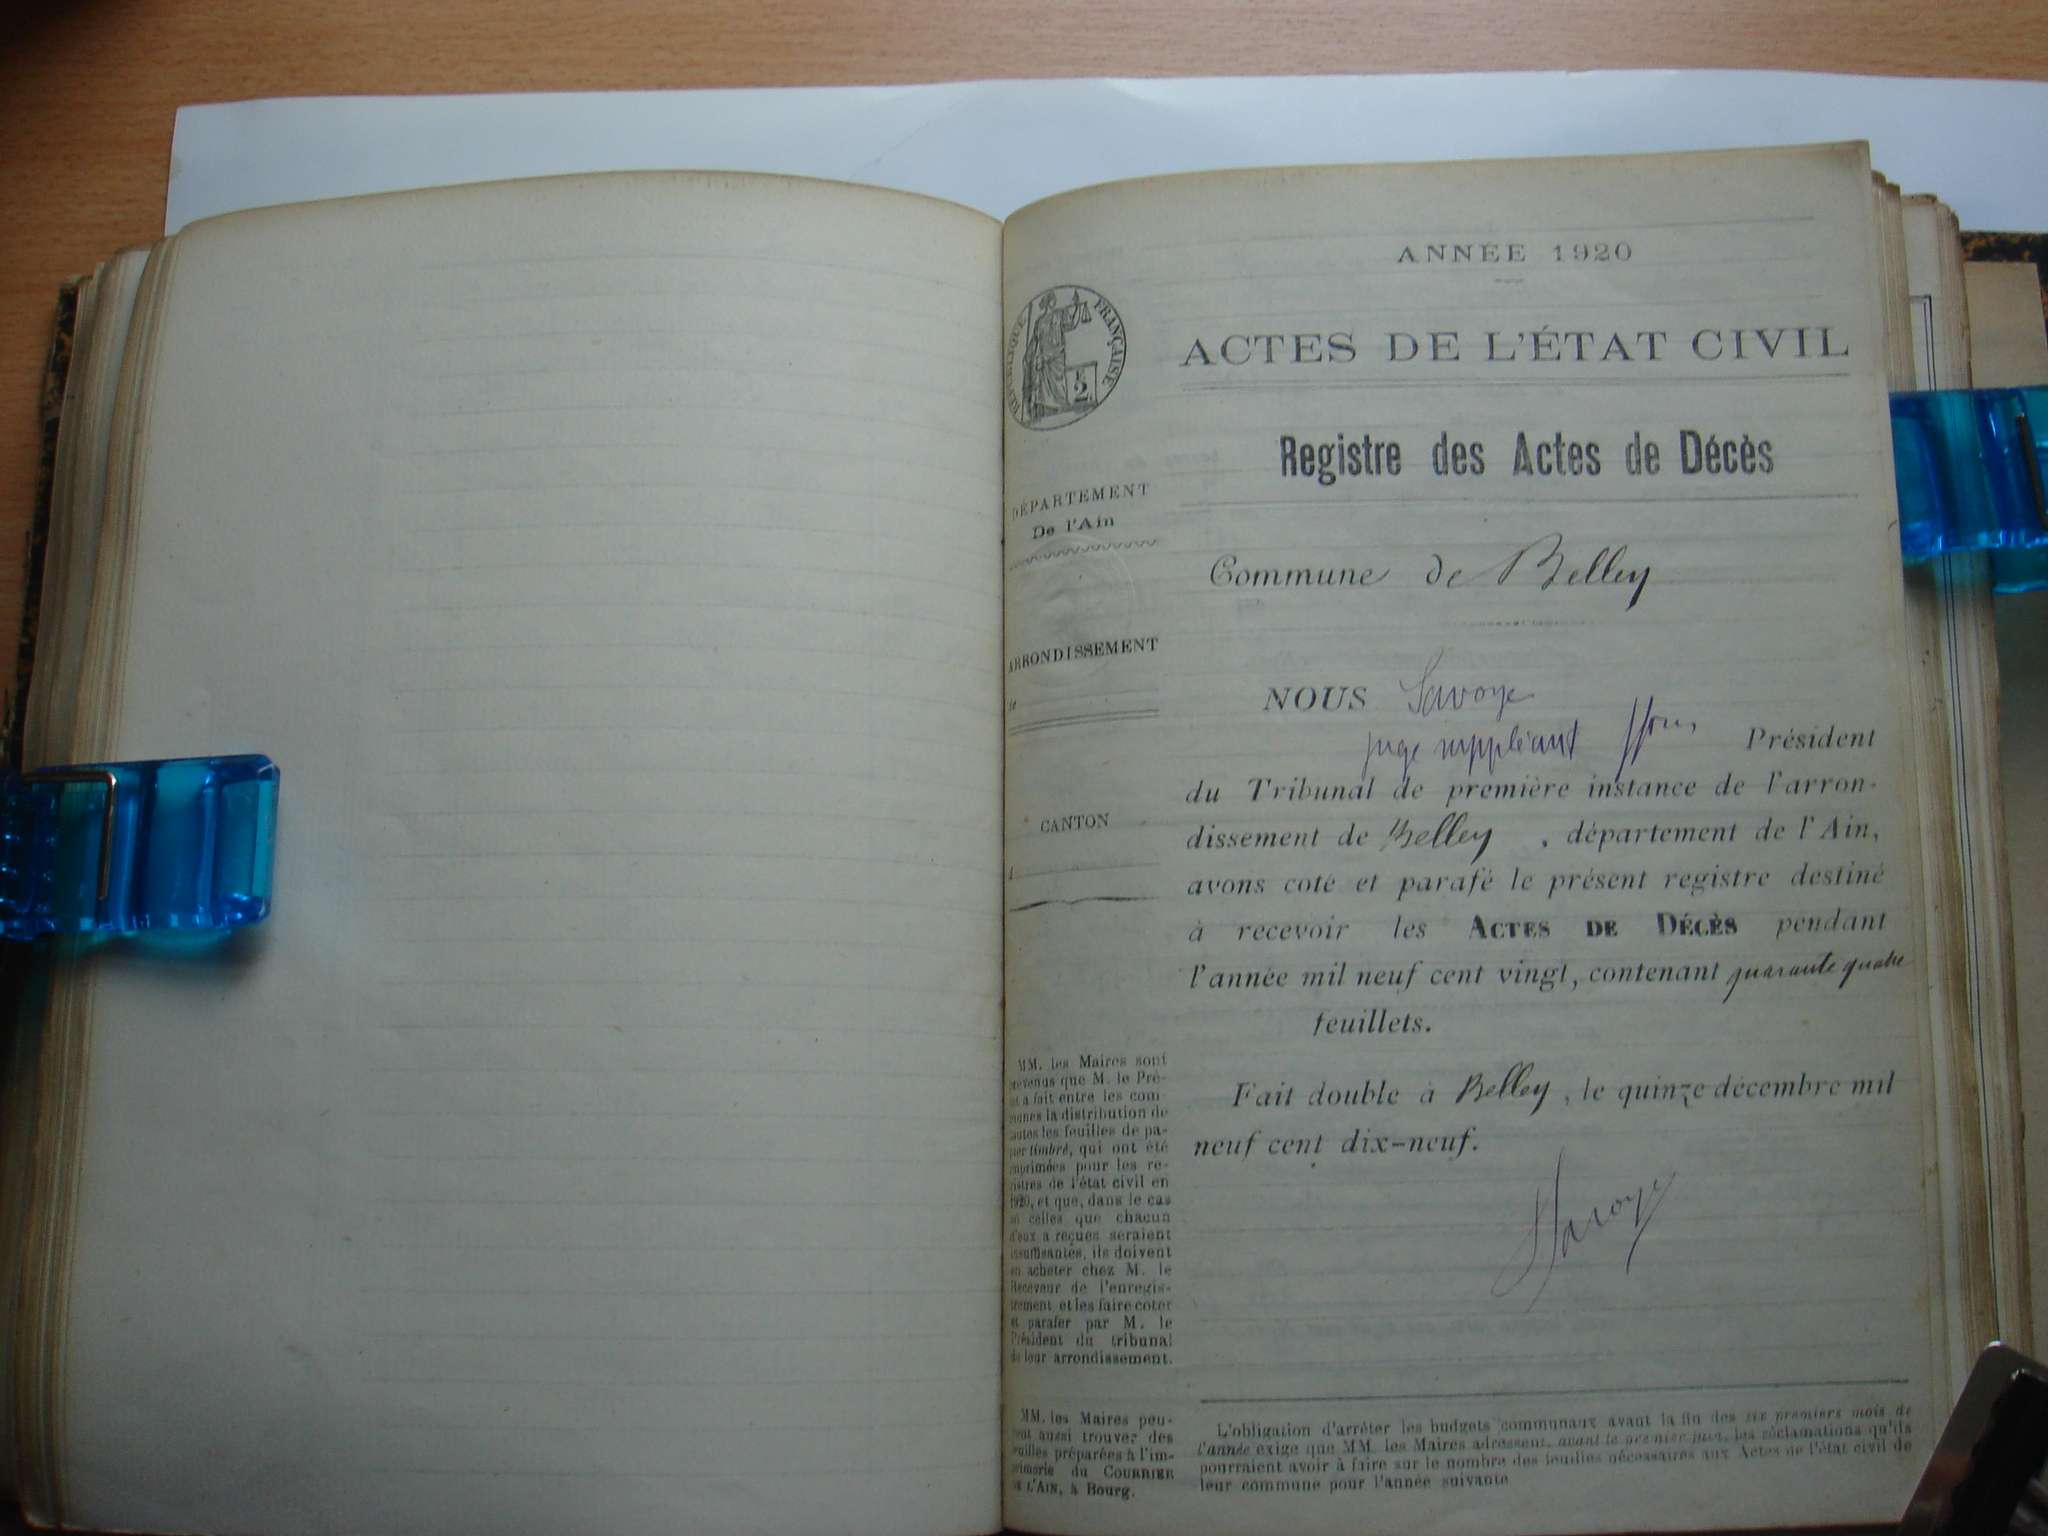 ANNÉE 1920
RÉPUBLIQUE FRANÇAISE
2
ACTES DE L'ÉTAT CIVIL
Registre des Actes de Décès
DÉPARTEMENT
De l'Ain
Commune de Belley
ARRONDISSEMENT
de
NOUS Savoye
juge suppléant Président
du Tribunal de première instance de l'arron-
dissement de Belley, département de l'Ain,
avons coté et parafé le présent registre destiné
à recevoir les ACTES DE DÉCÈS pendant
l'année mil neuf cent vingt, contenant quarante quatre
feuillets.
Fait double à Belley, le quinze décembre mil
neuf cent dix-neuf.
Savoye
CANTON
MM. les Maires sont
prévenus que M. le Pré-
fet a fait entre les com-
munes la distribution de
toutes les feuilles de pa-
pier timbré, qui ont été
imprimées pour les re-
gistres de l'état civil en
1920, et que, dans le cas
où celles que chacun
d'eux a reçues seraient
insuffisantes, ils doivent
en acheter chez M. le
Receveur de l'enregis-
trement, et les faire coter
et parafer par M. le
Président du tribunal
de leur arrondissement.
MM. les Maires peu-
vent aussi trouver des
feuilles préparées à l'im-
primerie du COURRIER
DE L'AIN, à Bourg.
L'obligation d'arrêter les budgets communaux avant la fin des six premiers mois de
l'année exige que MM. les Maires adressent, avant le premier juin, les réclamations qu'ils
pourraient avoir à faire sur le nombre des feuilles nécessaires aux Actes de l'état civil de
leur commune pour l'année suivante